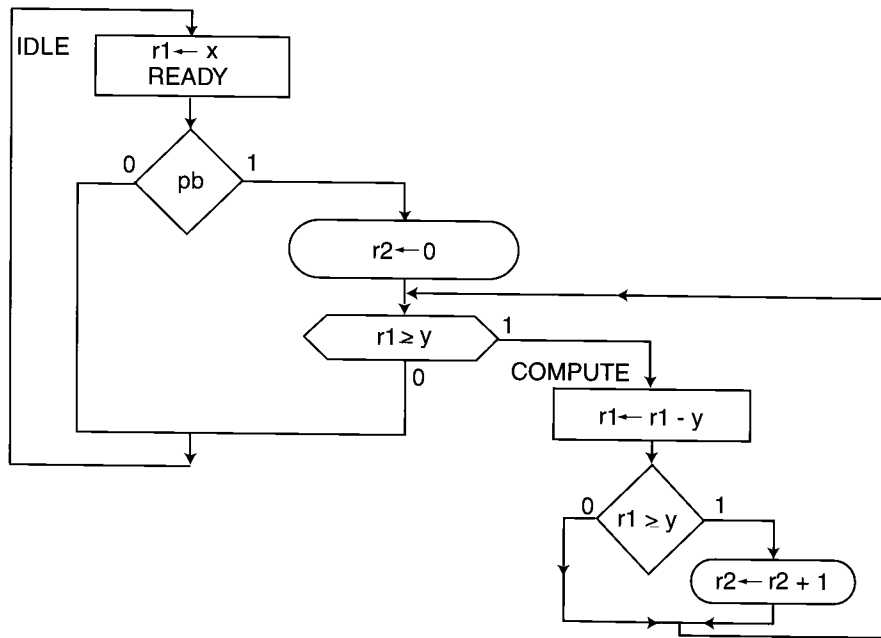 IDLE
r1 ← x
READY
0
1
pb
r2 ← 0
r1 ≥ y
1
0
COMPUTE
r1 ← r1 - y
0
1
r1 ≥ y
r2 ← r2 + 1